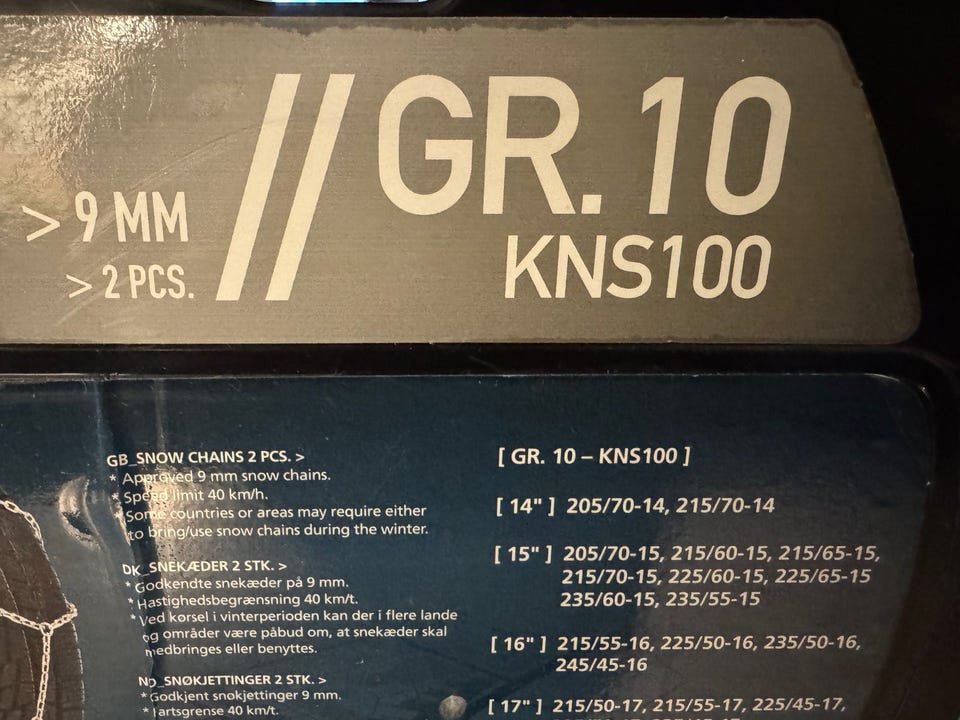 > 9 MM
> 2 PCS.
// GR. 10
KNS100
GB_SNOW CHAINS 2 PCS. >
* Approved 9 mm snow chains.
* Speed limit 40 km/h.
* Some countries or areas may require either
to bring/use snow chains during the winter.
DK_SNEKÆDER 2 STK. >
* Godkendte snekæder på 9 mm.
* Hastighedsbegrænsning 40 km/t.
* Ved kørsel i vinterperioden kan der i flere lande
og områder være påbud om, at snekæder skal
medbringes eller benyttes.
NO_SNØKJETTINGER 2 STK. >
* Godkjent snøkjettinger 9 mm.
* Fartsgrense 40 km/t.
[ GR. 10 – KNS100 ]
[ 14" ] 205/70-14, 215/70-14
[ 15" ] 205/70-15, 215/60-15, 215/65-15,
215/70-15, 225/60-15, 225/65-15
235/60-15, 235/55-15
[ 16" ] 215/55-16, 225/50-16, 235/50-16,
245/45-16
[ 17" ] 215/50-17, 215/55-17, 225/45-17,